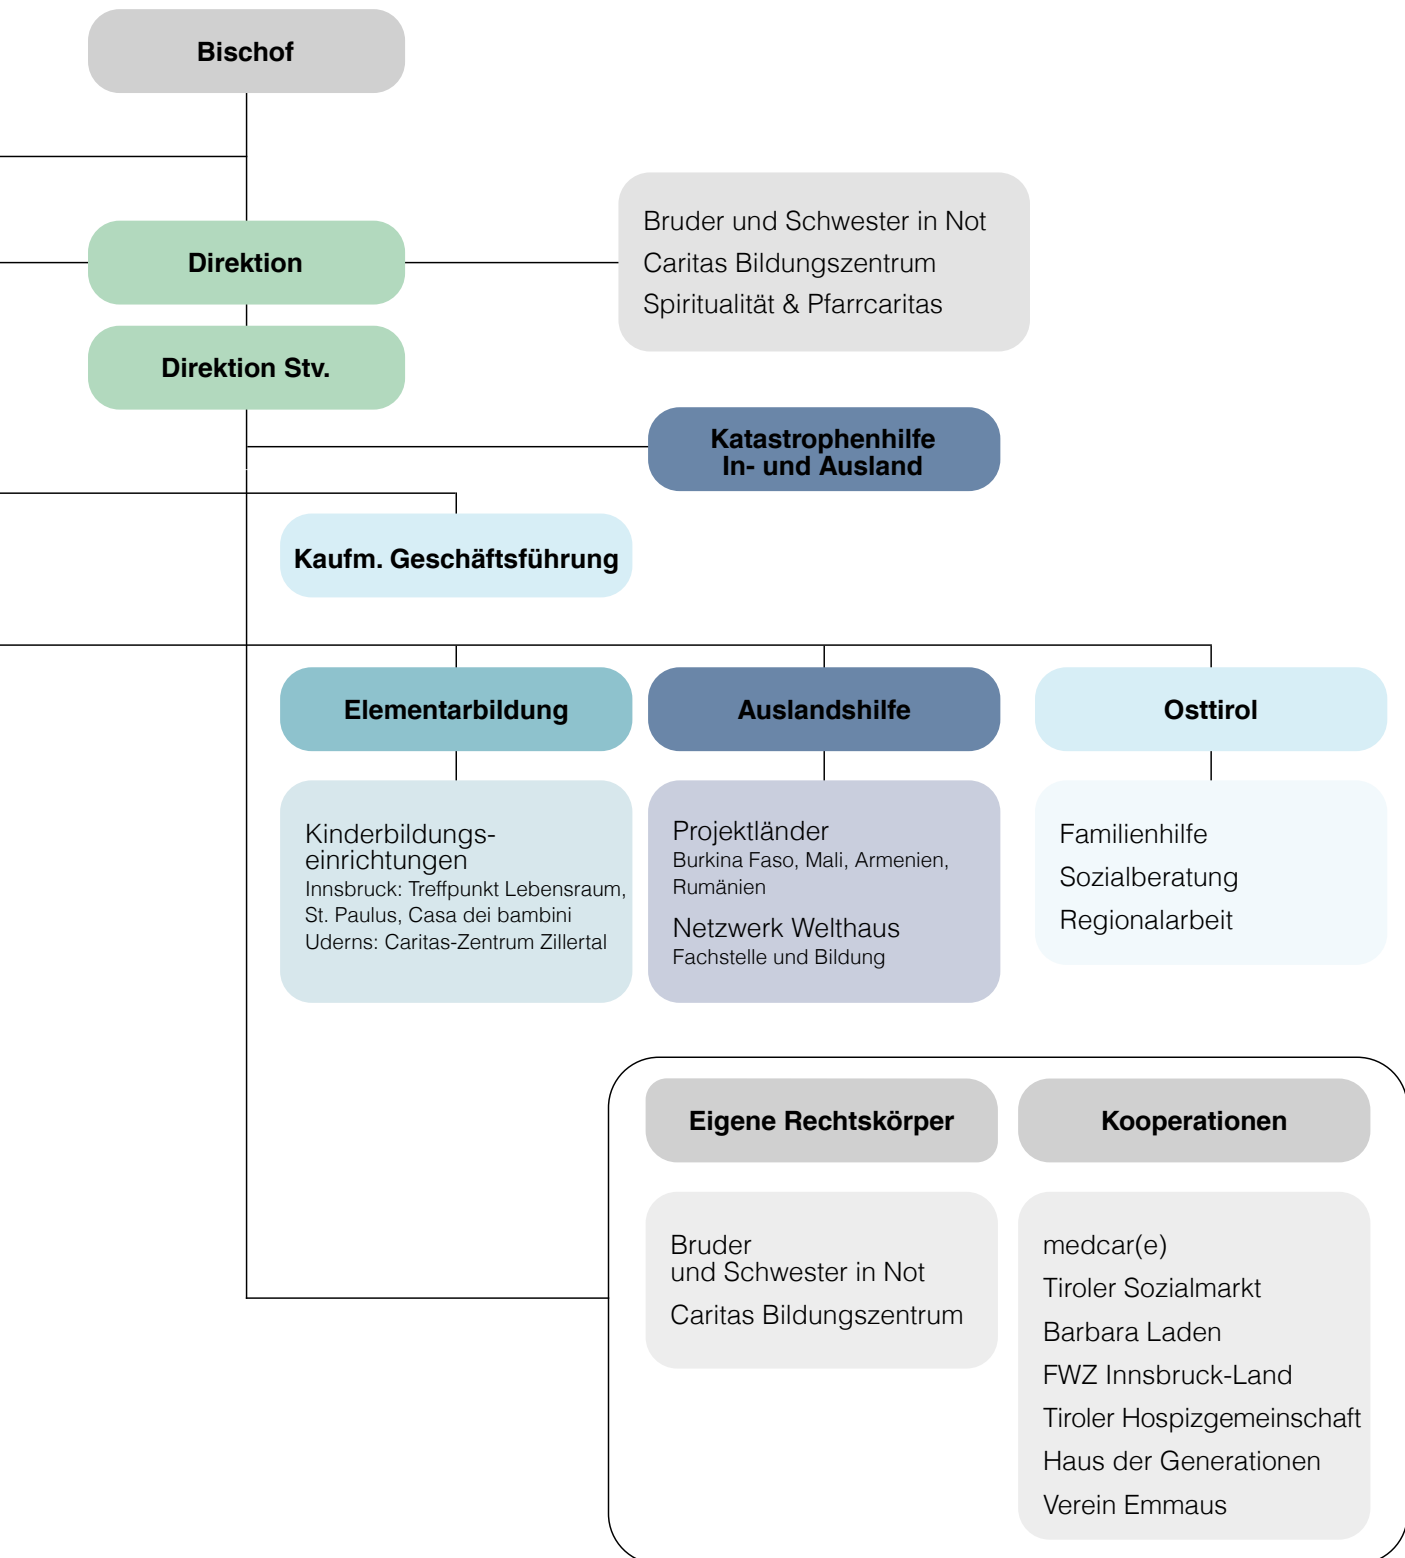 Bischof
Direktion
Bruder und Schwester in Not
Caritas Bildungszentrum
Spiritualität & Pfarrcaritas
Direktion Stv.
Katastrophenhilfe
In- und Ausland
Kaufm. Geschäftsführung
Elementarbildung
Kinderbildungs-
einrichtungen
Innsbruck: Treffpunkt Lebensraum,
St. Paulus, Casa dei bambini
Uderns: Caritas-Zentrum Zillertal
Auslandshilfe
Projektländer
Burkina Faso, Mali, Armenien,
Rumänien
Netzwerk Welthaus
Fachstelle und Bildung
Osttirol
Familienhilfe
Sozialberatung
Regionalarbeit
Eigene Rechtskörper
Bruder
und Schwester in Not
Caritas Bildungszentrum
Kooperationen
medcar(e)
Tiroler Sozialmarkt
Barbara Laden
FWZ Innsbruck-Land
Tiroler Hospizgemeinschaft
Haus der Generationen
Verein Emmaus